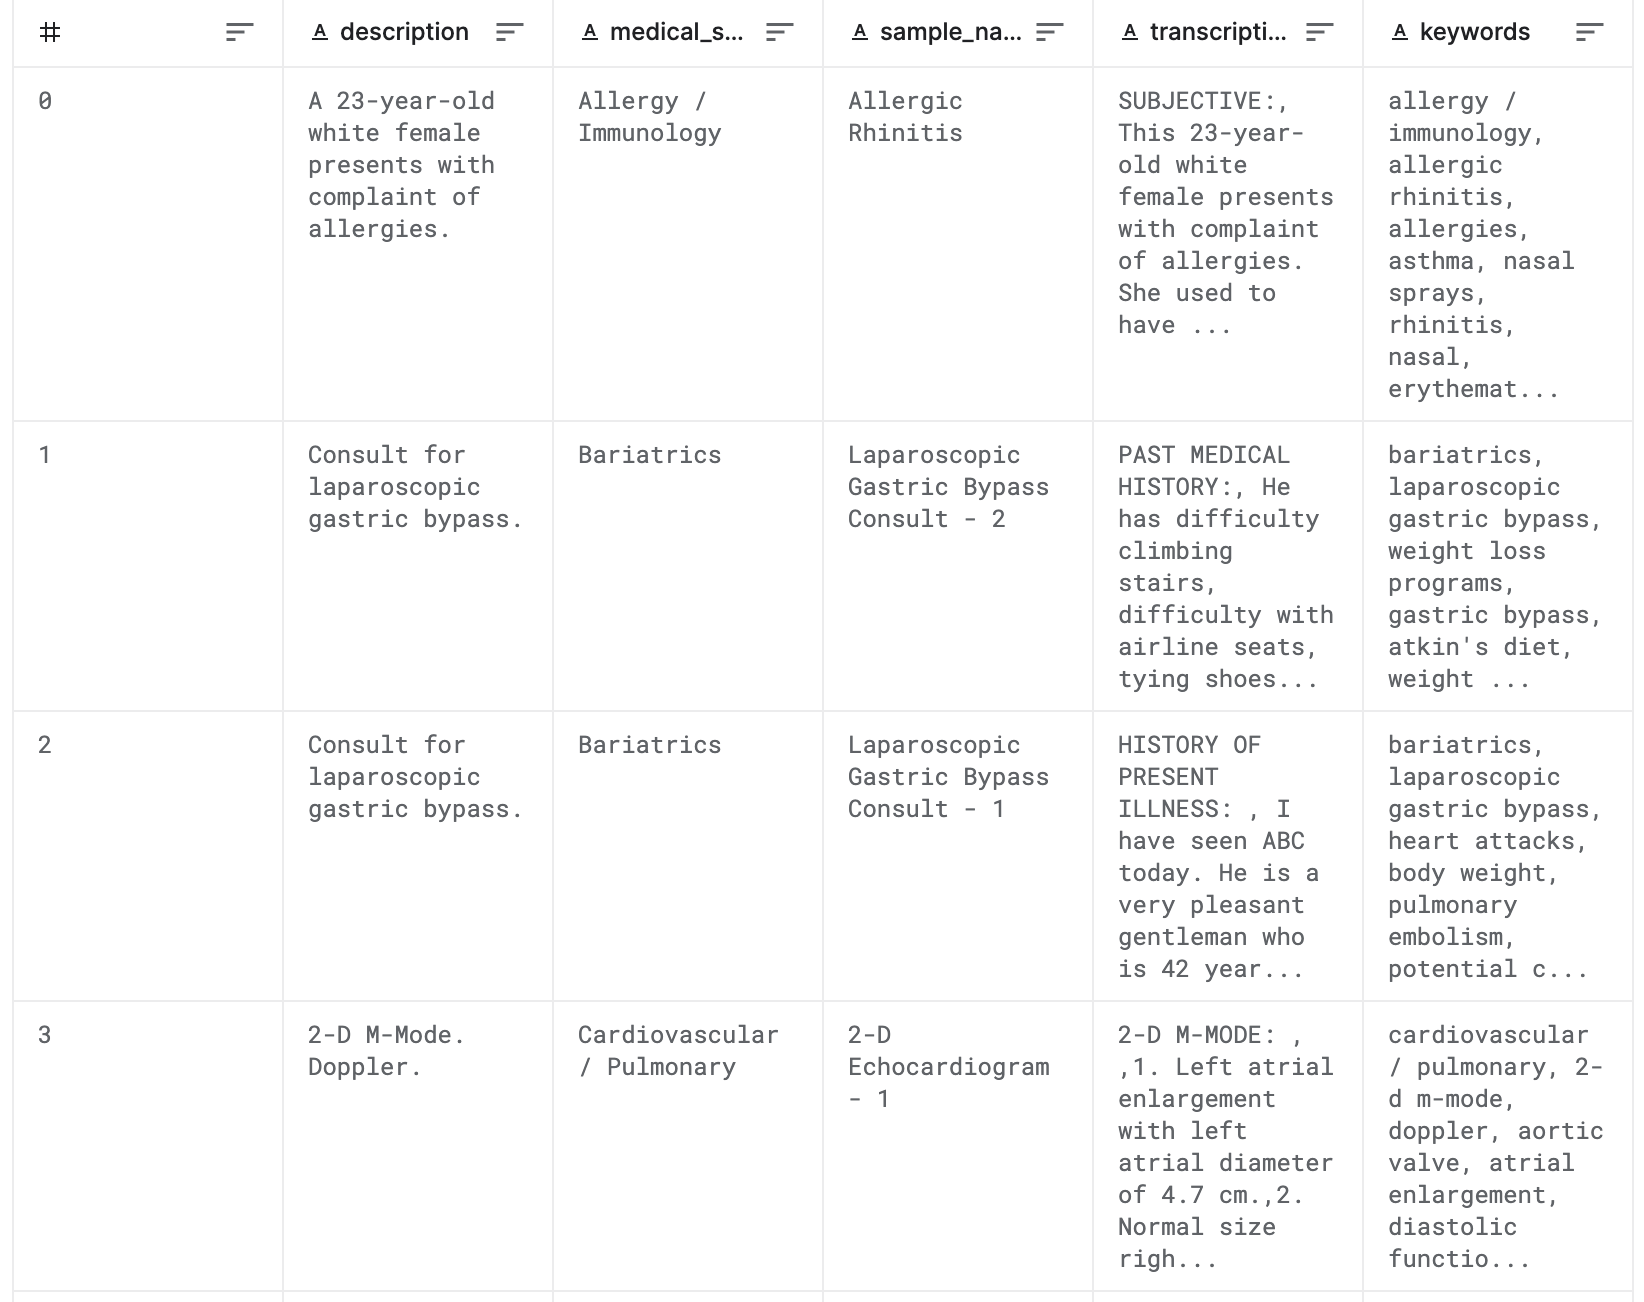 # description medical_s... sample_na... transcripti... keywords
0
A 23-year-old
white female
presents with
complaint of
allergies.
Allergy /
Immunology
Allergic
Rhinitis
SUBJECTIVE:,
This 23-year-
old white
female presents
with complaint
of allergies.
She used to
have ...
allergy /
immunology,
allergic
rhinitis,
allergies,
asthma, nasal
sprays,
rhinitis,
nasal,
erythemat...
1
Consult for
laparoscopic
gastric bypass.
Bariatrics
Laparoscopic
Gastric Bypass
Consult - 2
PAST MEDICAL
HISTORY:, He
has difficulty
climbing
stairs,
difficulty with
airline seats,
tying shoes...
bariatrics,
laparoscopic
gastric bypass,
weight loss
programs,
gastric bypass,
atkin's diet,
weight ...
2
Consult for
laparoscopic
gastric bypass.
Bariatrics
Laparoscopic
Gastric Bypass
Consult - 1
HISTORY OF
PRESENT
ILLNESS: , I
have seen ABC
today. He is a
very pleasant
gentleman who
is 42 year...
bariatrics,
laparoscopic
gastric bypass,
heart attacks,
body weight,
pulmonary
embolism,
potential c...
3
2-D M-Mode.
Doppler.
Cardiovascular
/ Pulmonary
2-D
Echocardiogram
- 1
2-D M-MODE: ,
,1. Left atrial
enlargement
with left
atrial diameter
of 4.7 cm.,2.
Normal size
righ...
cardiovascular
/ pulmonary, 2-
d m-mode,
doppler, aortic
valve, atrial
enlargement,
diastolic
functio...